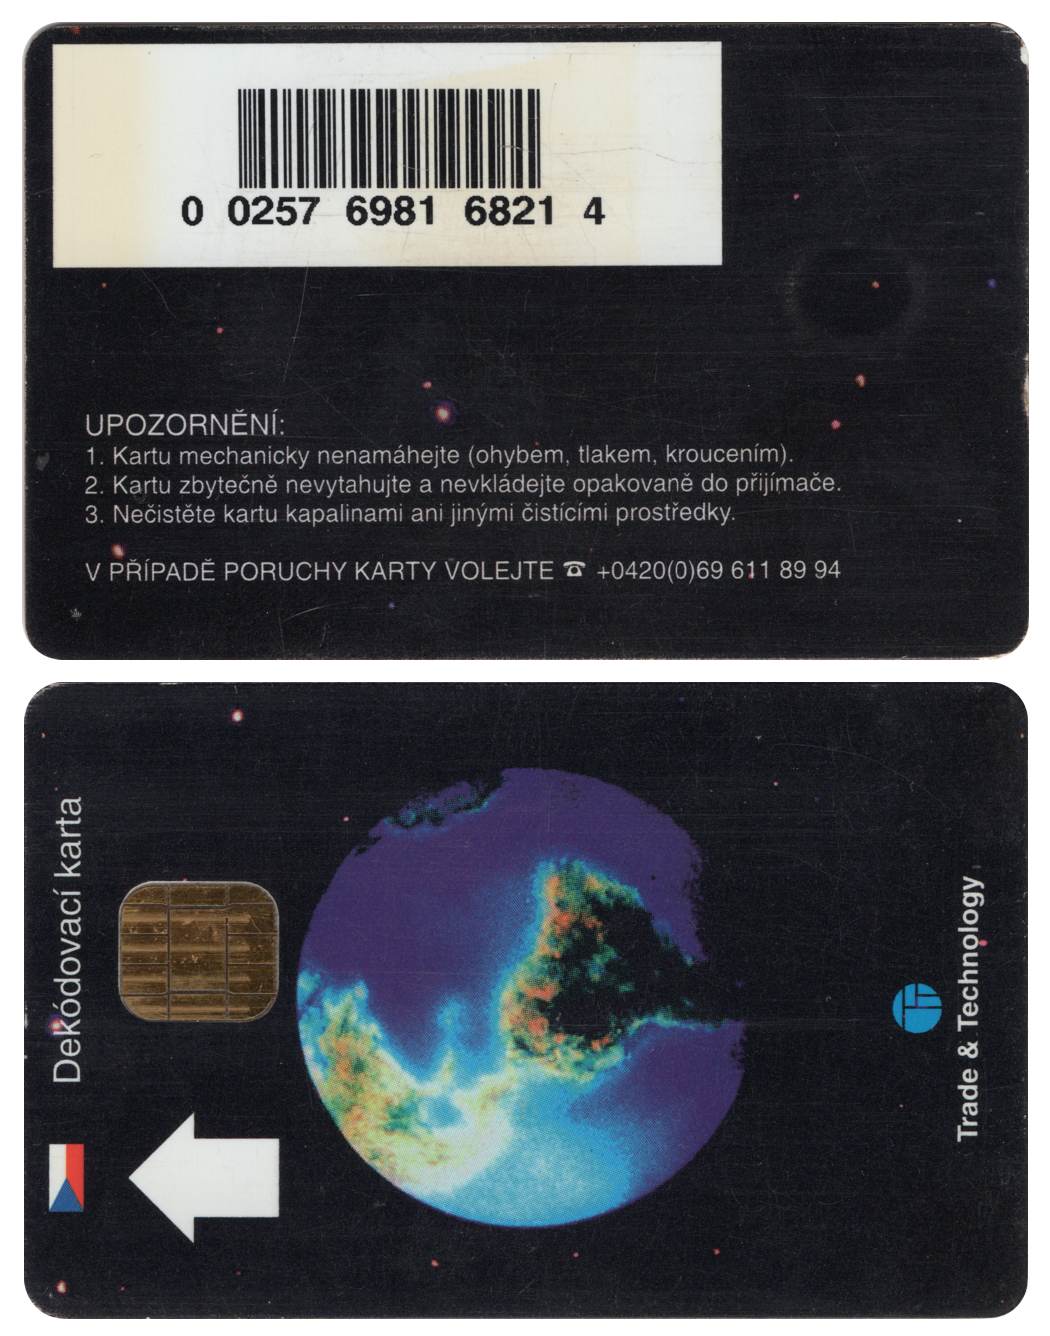 0 0257 6981 6821 4
UPOZORNĚNÍ:
1. Kartu mechanicky nenamáhejte (ohybem, tlakem, kroucením).
2. Kartu zbytečně nevytahujte a nevkládejte opakovaně do přijímače.
3. Nečistěte kartu kapalinami ani jinými čistícími prostředky.
V PŘÍPADĚ PORUCHY KARTY VOLEJTE ☎ +0420(0)69 611 89 94
Dekódovací karta
Trade & Technology